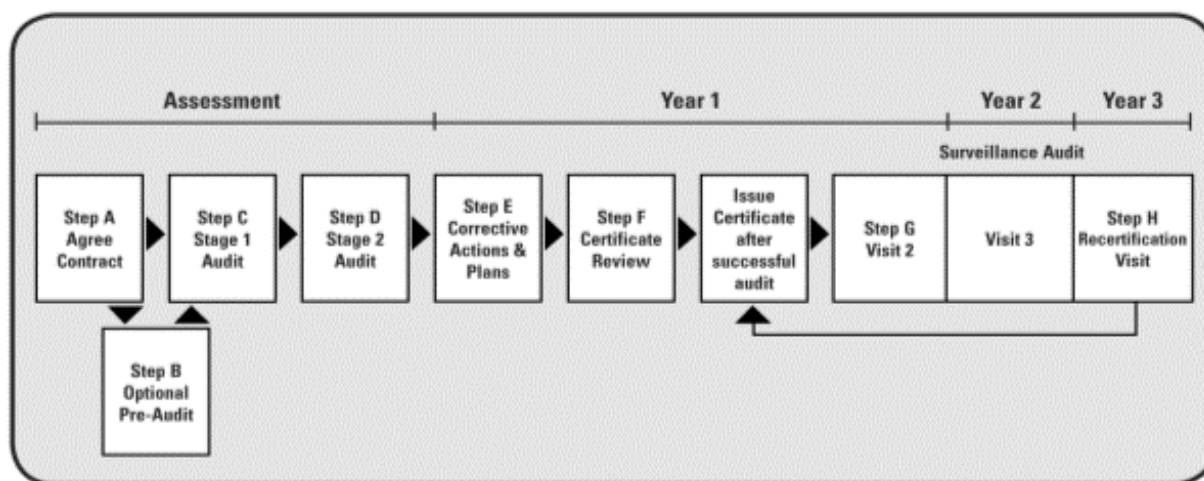 Assessment
Year 1
Year 2
Year 3
Surveillance Audit
Step A
Agree
Contract
Step C
Stage 1
Audit
Step D
Stage 2
Audit
Step E
Corrective
Actions &
Plans
Step F
Certificate
Review
Issue
Certificate
after
successful
audit
Step G
Visit 2
Visit 3
Step H
Recertification
Visit
Step B
Optional
Pre-Audit